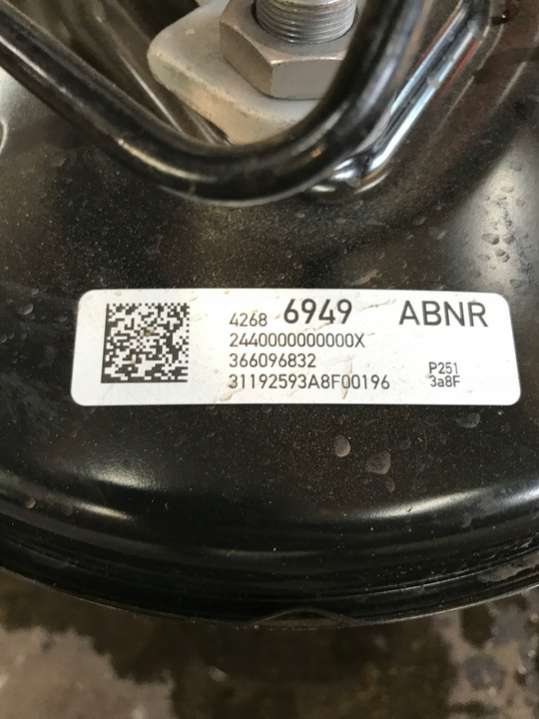 4268 6949 ABNR
2440000000000X
366096832 P251
31192593A8F00196 3a8F